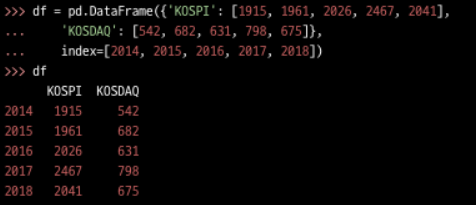 >>> df = pd.DataFrame({'KOSPI': [1915, 1961, 2026, 2467, 2041],
...     'KOSDAQ': [542, 682, 631, 798, 675]},
...     index=[2014, 2015, 2016, 2017, 2018])
>>> df
      KOSPI  KOSDAQ
2014   1915     542
2015   1961     682
2016   2026     631
2017   2467     798
2018   2041     675